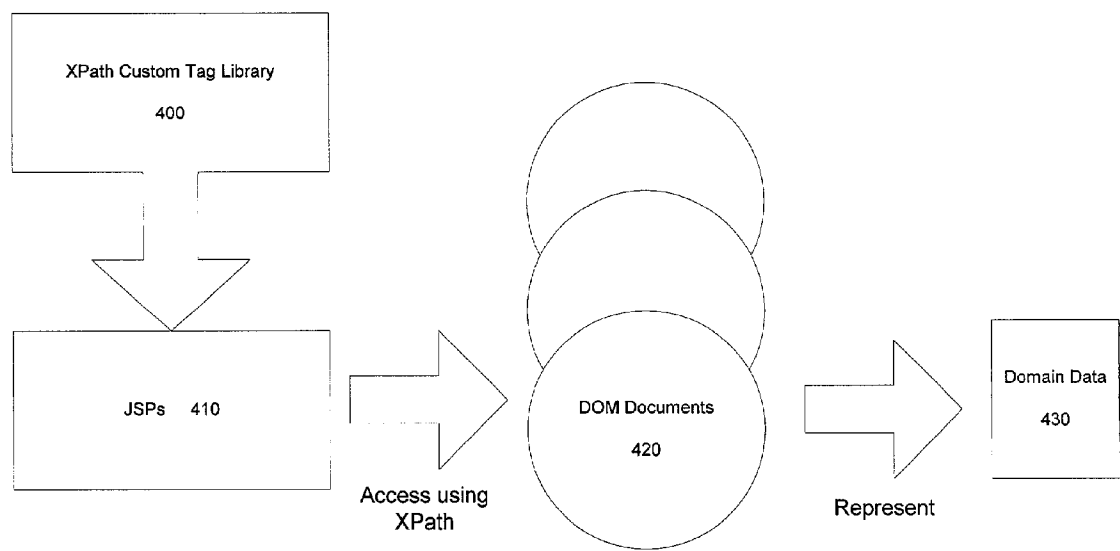 XPath Custom Tag Library
400
JSPs 410
Access using
XPath
DOM Documents
420
Represent
Domain Data
430